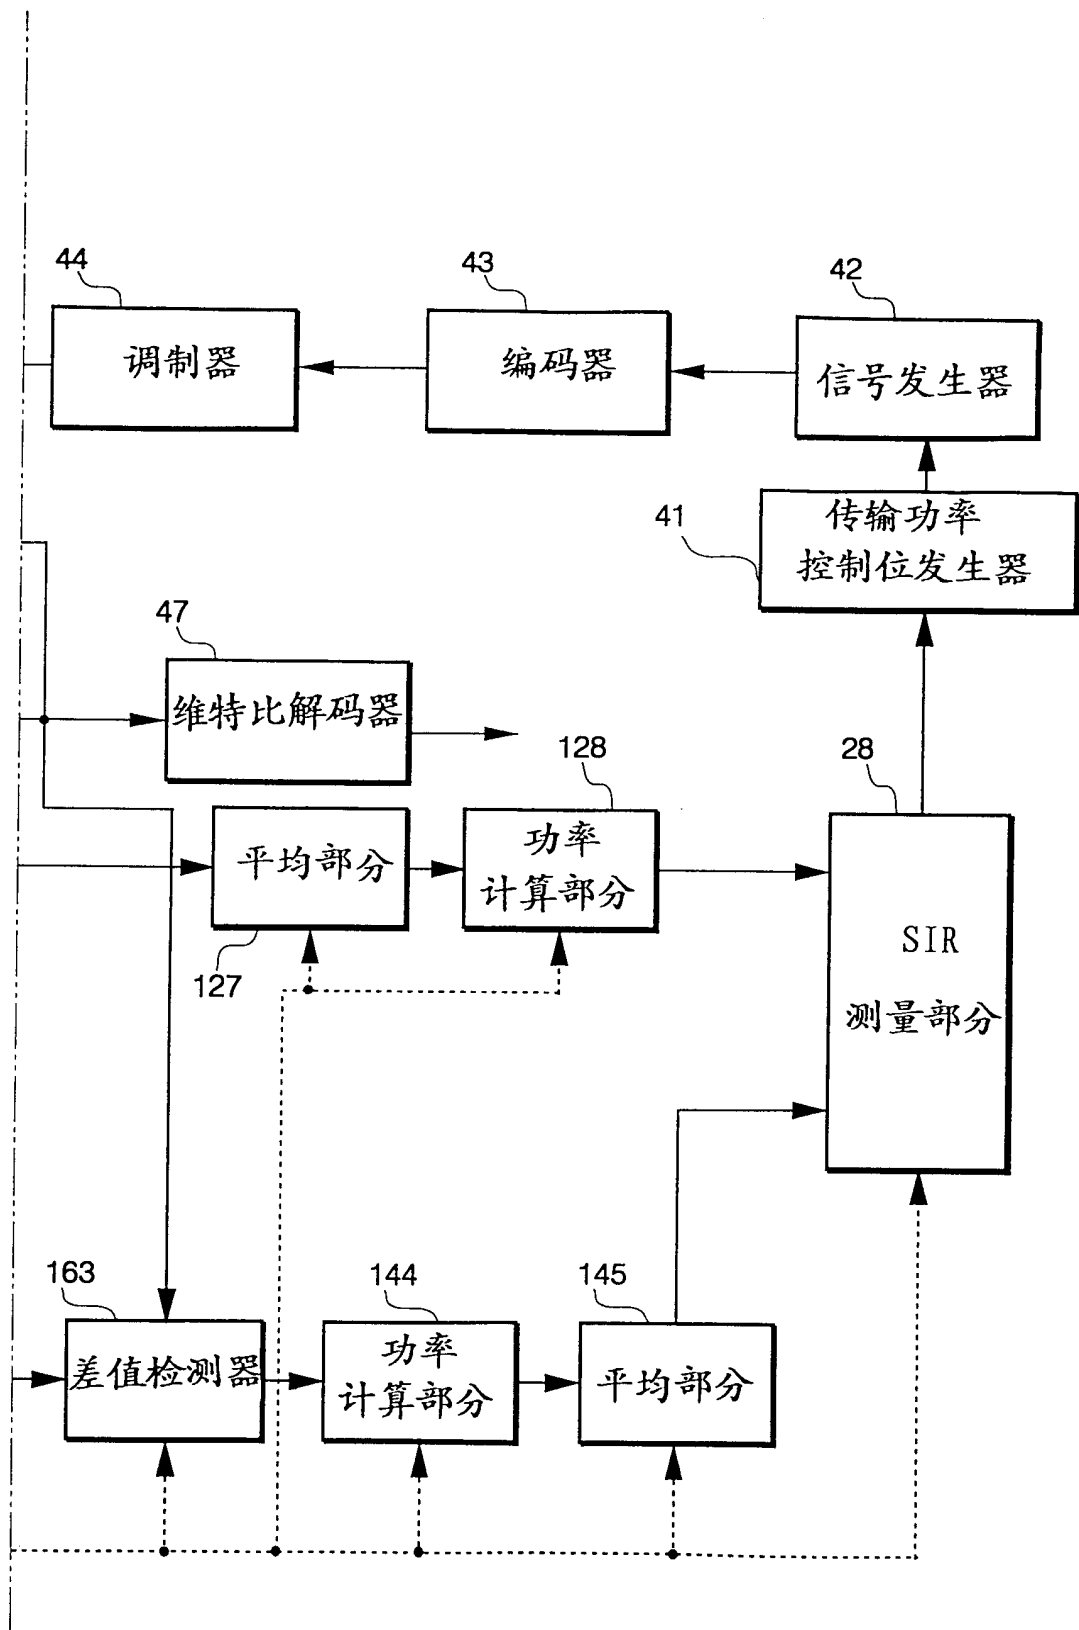 44
43
42
调制器
编码器
信号发生器
41
传输功率
控制位发生器
47
维特比解码器
128
28
平均部分
功率
计算部分
127
SIR
测量部分
163
144
145
差值检测器
功率
计算部分
平均部分